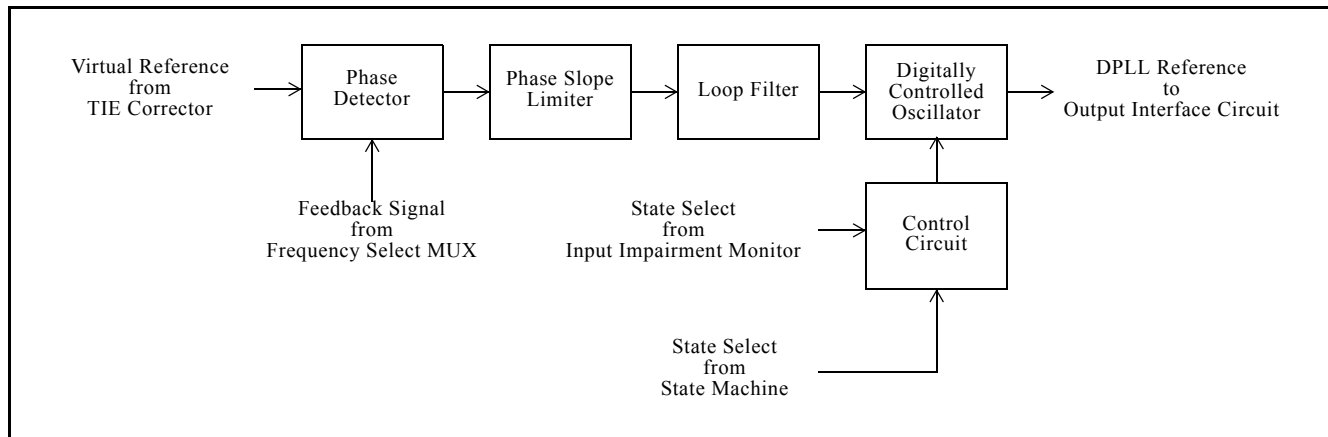 Virtual Reference
from
TIE Corrector
Phase
Detector
Phase Slope
Limiter
Loop Filter
Digitally
Controlled
Oscillator
DPLL Reference
to
Output Interface Circuit
Feedback Signal
from
Frequency Select MUX
State Select
from
Input Impairment Monitor
Control
Circuit
State Select
from
State Machine